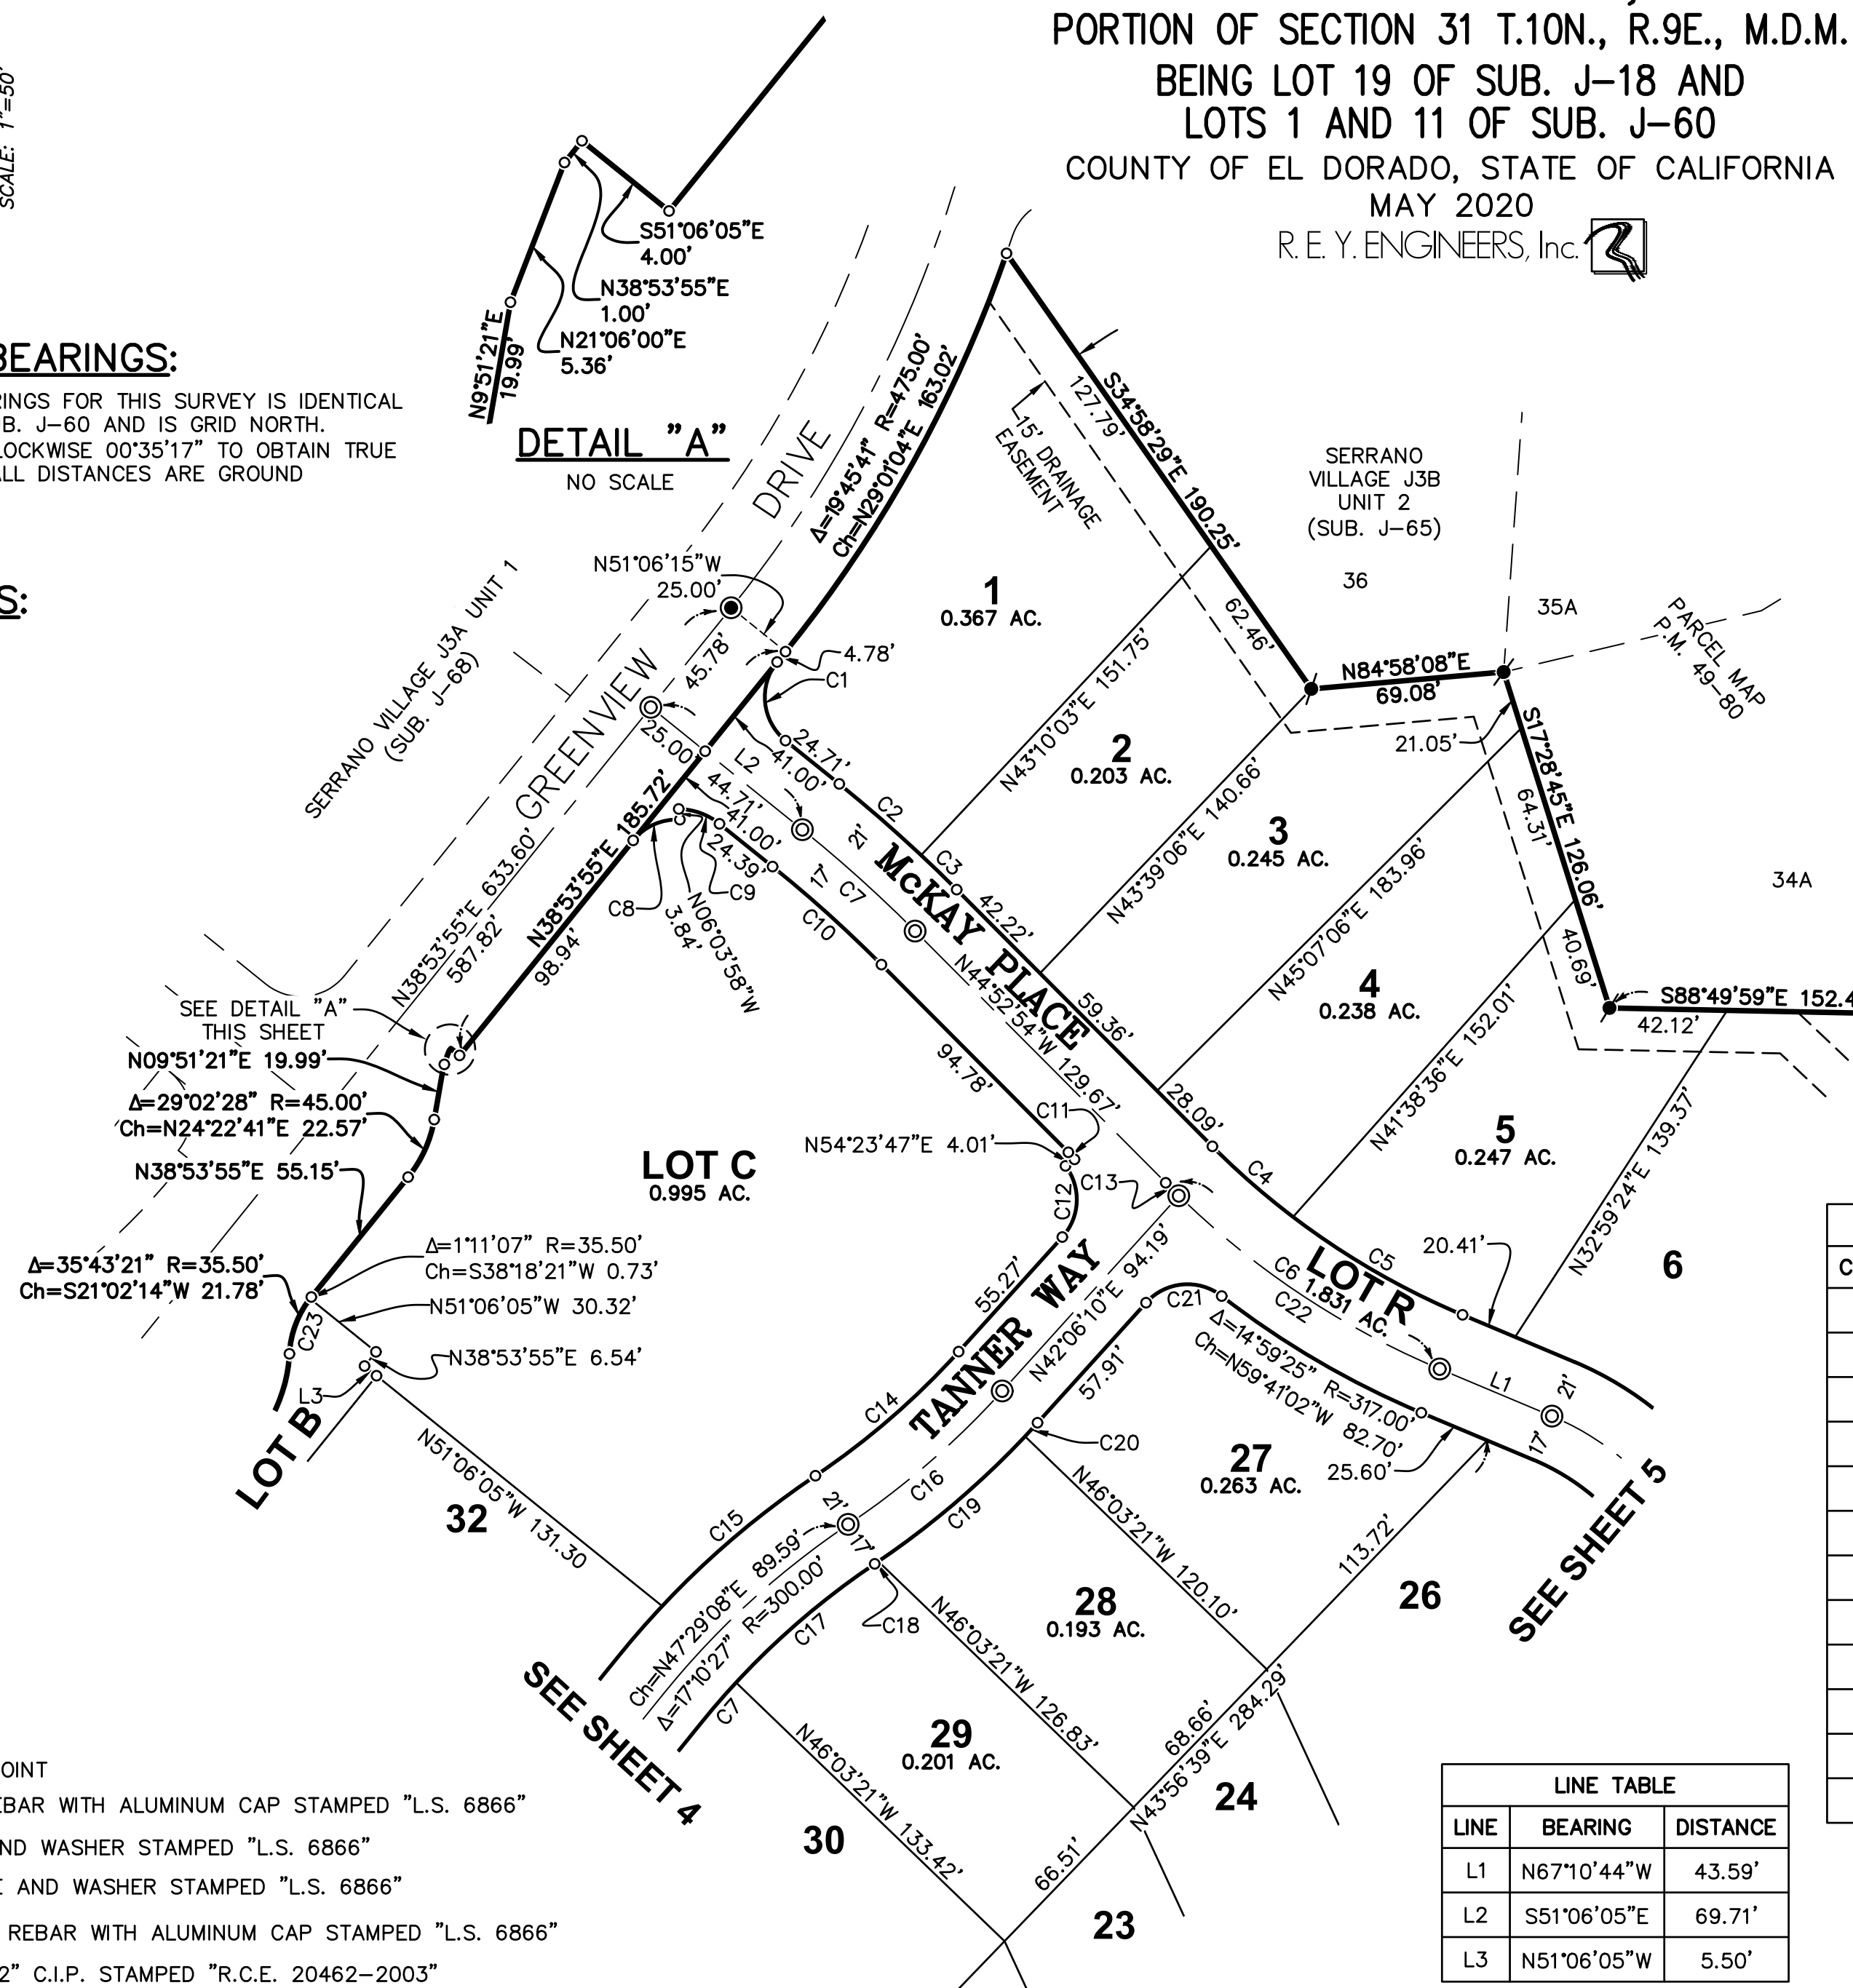 PORTION OF SECTION 31 T.10N., R.9E., M.D.M.
BEING LOT 19 OF SUB. J-18 AND
LOTS 1 AND 11 OF SUB. J-60
COUNTY OF EL DORADO, STATE OF CALIFORNIA
MAY 2020
R. E. Y. ENGINEERS, Inc.
SCALE: 1"=50'
S51°06'05"E
4.00'
N38°53'55"E
1.00'
N21°06'00"E
5.36'
N9°51'21"E
19.99'
DETAIL "A"
NO SCALE
BEARINGS:
RINGS FOR THIS SURVEY IS IDENTICAL
B. J-60 AND IS GRID NORTH.
LOCKWISE 00°35'17" TO OBTAIN TRUE
ALL DISTANCES ARE GROUND
S:
GREENVIEW DRIVE
Δ=19°45'41" R=475.00'
Ch=N29°01'04"E 163.02'
15' DRAINAGE
EASEMENT
127.79'
S34°58'29"E 190.25'
62.46'
SERRANO
VILLAGE J3B
UNIT 2
(SUB. J-65)
36
35A
34A
PARCEL MAP
P.M. 49-80
N84°58'08"E
69.08'
21.05'
S17°28'45"E 126.06'
64.31'
40.69'
S88°49'59"E 152.4
42.12'
SERRANO VILLAGE J3A UNIT 1
(SUB. J-68)
N51°06'15"W
25.00'
45.78'
4.78'
C1
25.00'
L2
44.71'
41.00'
41.00'
24.71'
24.39'
C2
C3
21'
17'
C7
C8
C9
C10
N06°03'58"W
3.84'
N38°53'55"E 185.72'
98.94'
N38°53'55"E 633.60'
587.82'
1
0.367 AC.
N43°10'03"E 151.75'
2
0.203 AC.
N43°39'06"E 140.66'
3
0.245 AC.
N45°07'06"E 183.96'
4
0.238 AC.
N41°38'36"E 152.01'
5
0.247 AC.
N32°59'24"E 139.37'
6
McKAY PLACE
42.22'
59.36'
28.09'
N44°52'54"W 129.67'
94.78'
C4
C5
20.41'
SEE DETAIL "A"
THIS SHEET
N09°51'21"E 19.99'
Δ=29°02'28" R=45.00'
Ch=N24°22'41"E 22.57'
N38°53'55"E 55.15'
Δ=35°43'21" R=35.50'
Ch=S21°02'14"W 21.78'
Δ=1°11'07" R=35.50'
Ch=S38°18'21"W 0.73'
N51°06'05"W 30.32'
N38°53'55"E 6.54'
C23
L3
LOT B
LOT C
0.995 AC.
C11
N54°23'47"E 4.01'
C12
C13
55.27'
TANNER WAY
N42°06'10"E 94.19'
57.91'
LOT R
1.831 AC.
C6
C22
C21
L1
21'
17'
Δ=14°59'25" R=317.00'
Ch=N59°41'02"W 82.70'
25.60'
27
0.263 AC.
C20
C14
C15
C16
C19
21'
17'
N51°06'05"W 131.30
32
Ch=N47°29'08"E 89.59'
Δ=17°10'27" R=300.00'
C17
C18
C7
N46°03'21"W 120.10'
28
0.193 AC.
N46°03'21"W 126.83'
29
0.201 AC.
N46°03'21"W 133.42'
30
113.72'
26
68.66'
N43°56'39"E 284.29'
66.51'
24
23
SEE SHEET 5
SEE SHEET 4
OINT
EBAR WITH ALUMINUM CAP STAMPED "L.S. 6866"
ND WASHER STAMPED "L.S. 6866"
E AND WASHER STAMPED "L.S. 6866"
REBAR WITH ALUMINUM CAP STAMPED "L.S. 6866"
2" C.I.P. STAMPED "R.C.E. 20462-2003"
C
LINE TABLE
LINE BEARING DISTANCE
L1 N67°10'44"W 43.59'
L2 S51°06'05"E 69.71'
L3 N51°06'05"W 5.50'